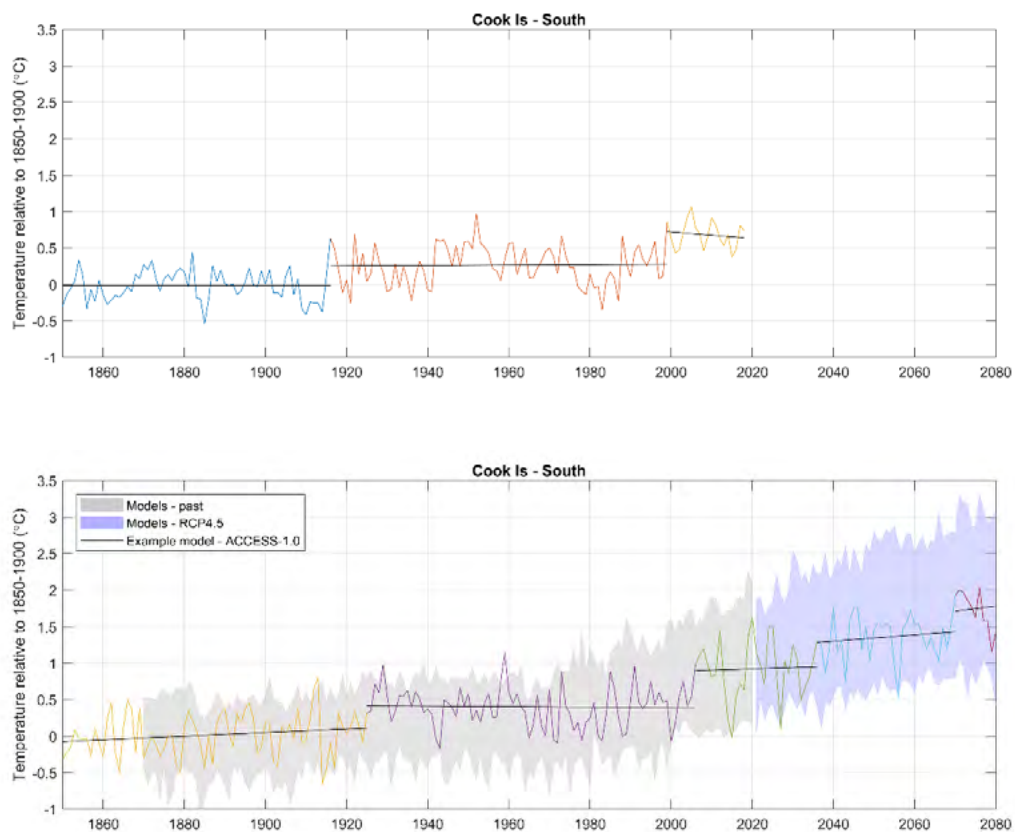 Cook Is - South
Temperature relative to 1850-1900 (°C)
3.5
3
2.5
2
1.5
1
0.5
0
-0.5
-1
1860 1880 1900 1920 1940 1960 1980 2000 2020 2040 2060 2080
Cook Is - South
Temperature relative to 1850-1900 (°C)
3.5
3
2.5
2
1.5
1
0.5
0
-0.5
-1
Models - past
Models - RCP4.5
Example model - ACCESS-1.0
1860 1880 1900 1920 1940 1960 1980 2000 2020 2040 2060 2080